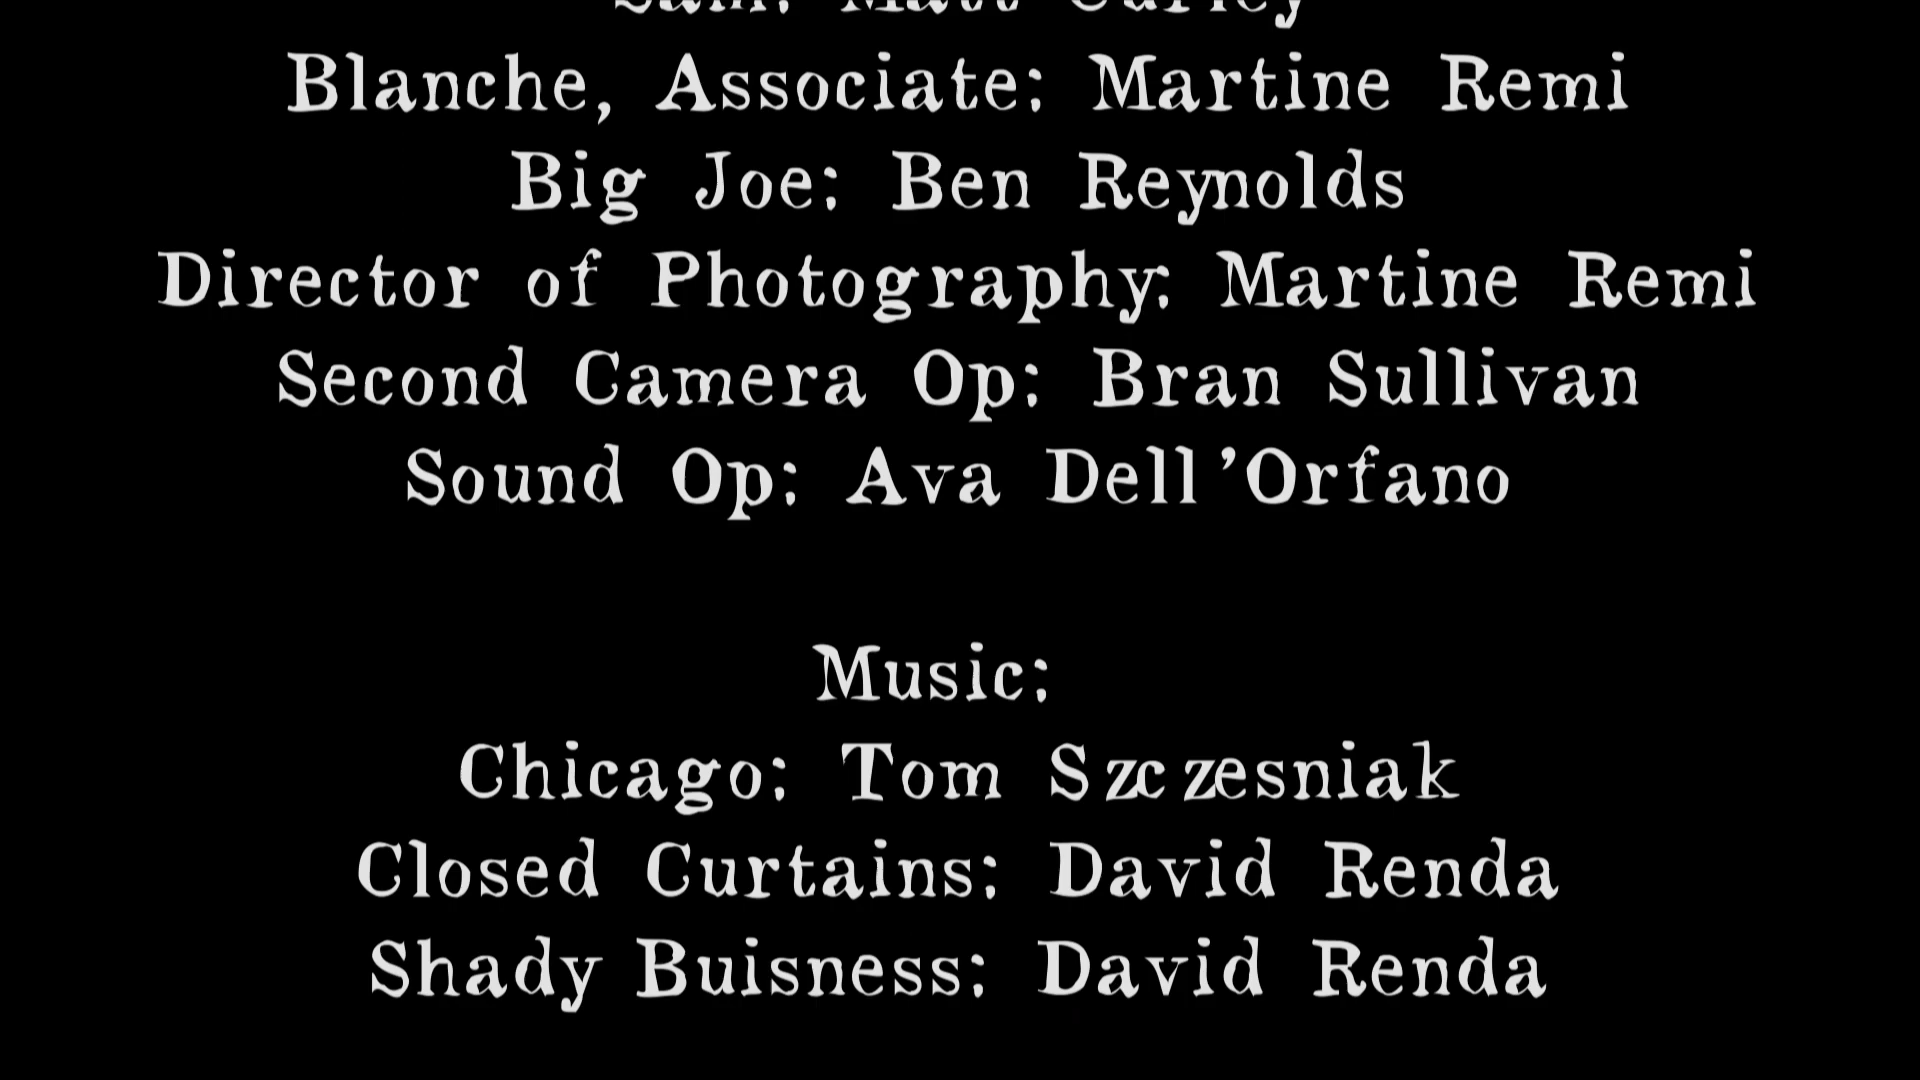 Blanche, Associate: Martine Remi
Big Joe: Ben Reynolds
Director of Photography: Martine Remi
Second Camera Op: Bran Sullivan
Sound Op: Ava Dell'Orfano
Music:
Chicago: Tom Szczesniak
Closed Curtains: David Renda
Shady Buisness: David Renda